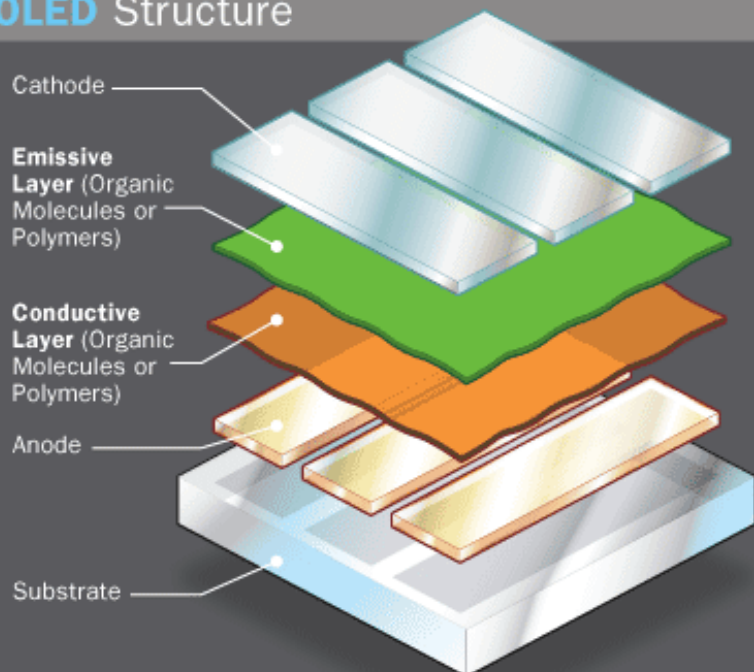 OLED Structure
Cathode
Emissive
Layer (Organic
Molecules or
Polymers)
Conductive
Layer (Organic
Molecules or
Polymers)
Anode
Substrate